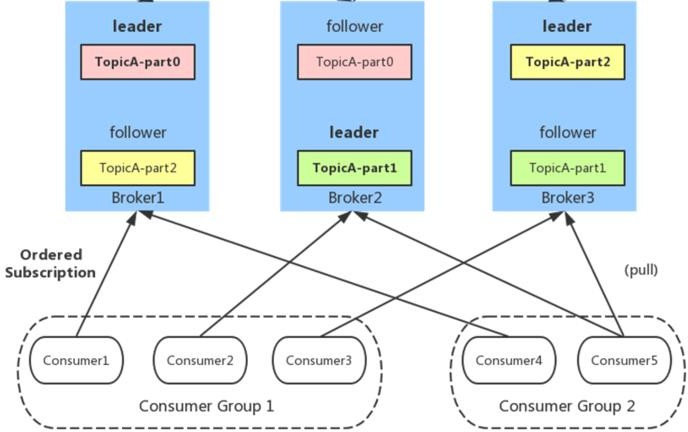 leader
TopicA-part0
follower
TopicA-part2
Broker1
follower
TopicA-part0
leader
TopicA-part1
Broker2
leader
TopicA-part2
follower
TopicA-part1
Broker3
Ordered
Subscription
(pull)
Consumer1
Consumer2
Consumer3
Consumer Group 1
Consumer4
Consumer5
Consumer Group 2